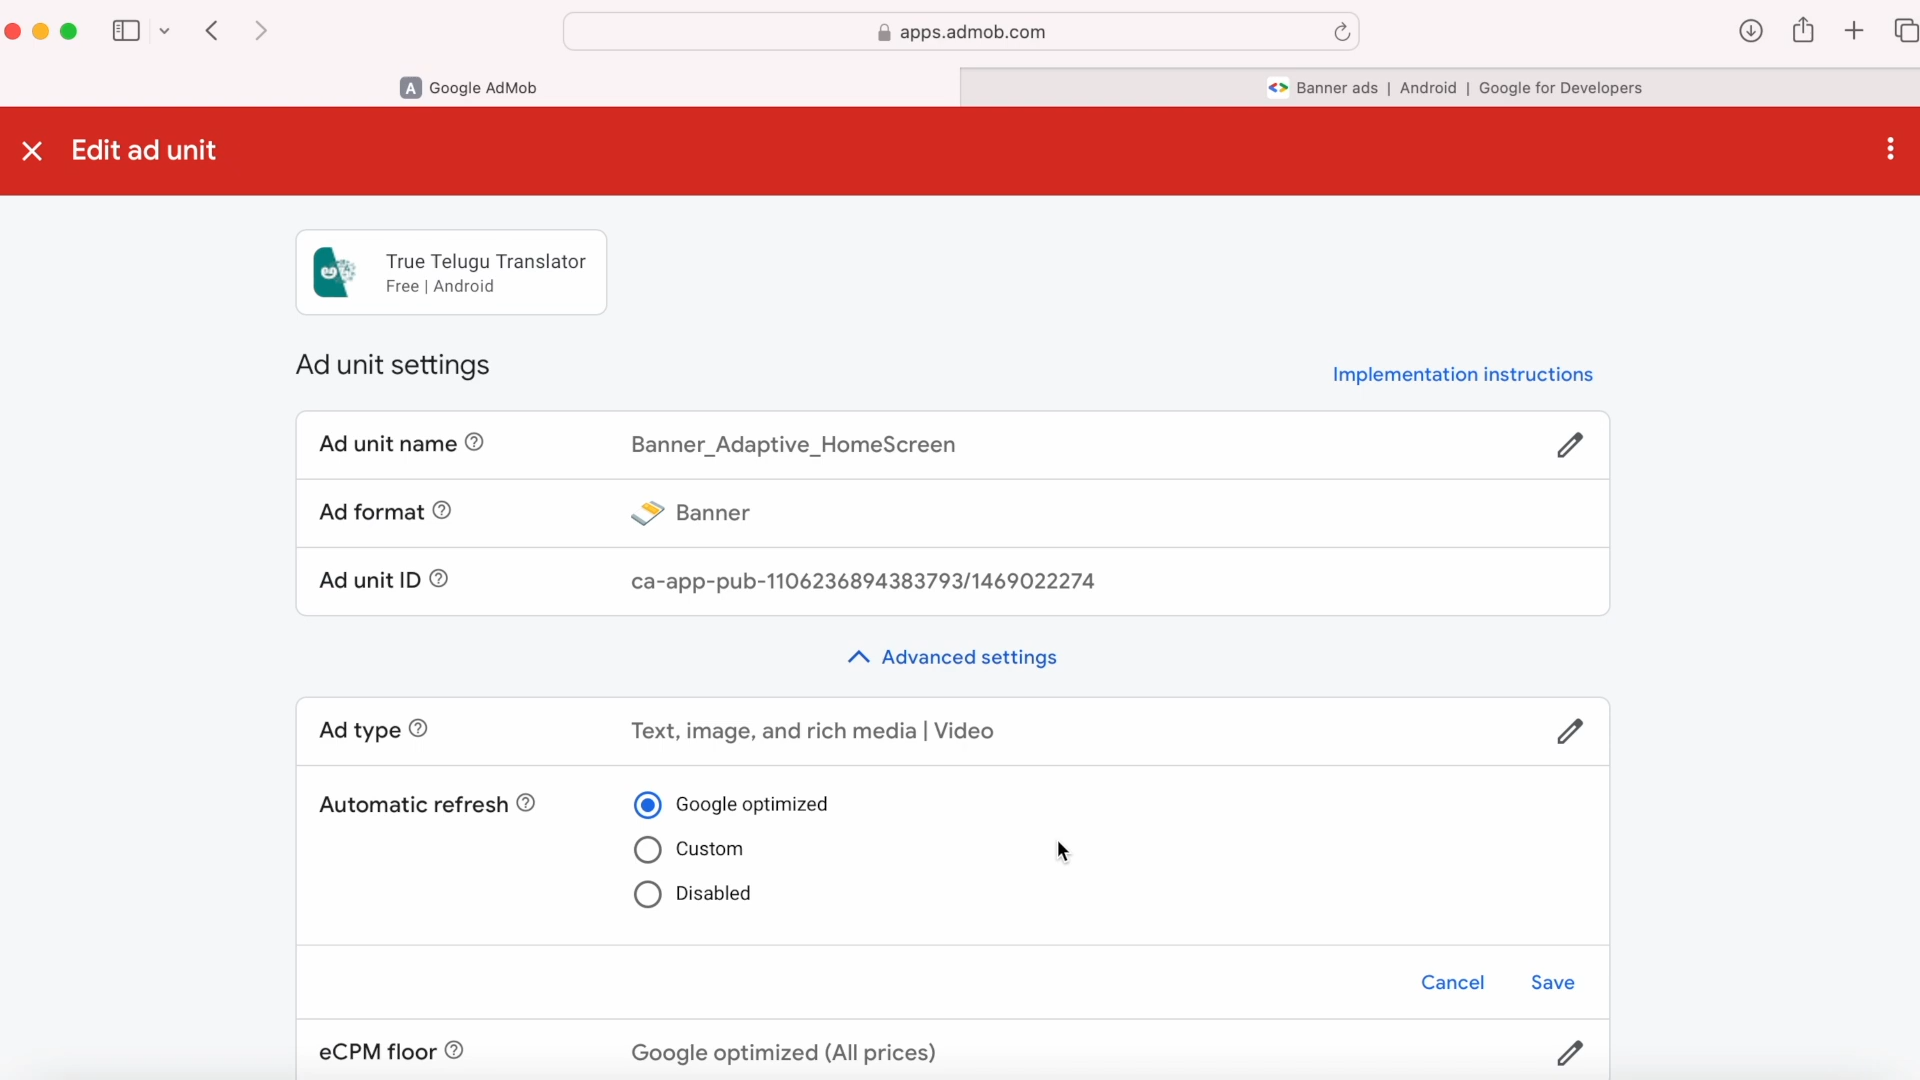 apps.admob.com
A Google AdMob
Banner ads | Android | Google for Developers
Edit ad unit
True Telugu Translator
Free | Android
Ad unit settings
Implementation instructions
Ad unit name ? Banner_Adaptive_HomeScreen
Ad format ? Banner
Ad unit ID ? ca-app-pub-1106236894383793/1469022274
Advanced settings
Ad type ? Text, image, and rich media | Video
Automatic refresh ? Google optimized
Custom
Disabled
Cancel Save
eCPM floor ? Google optimized (All prices)